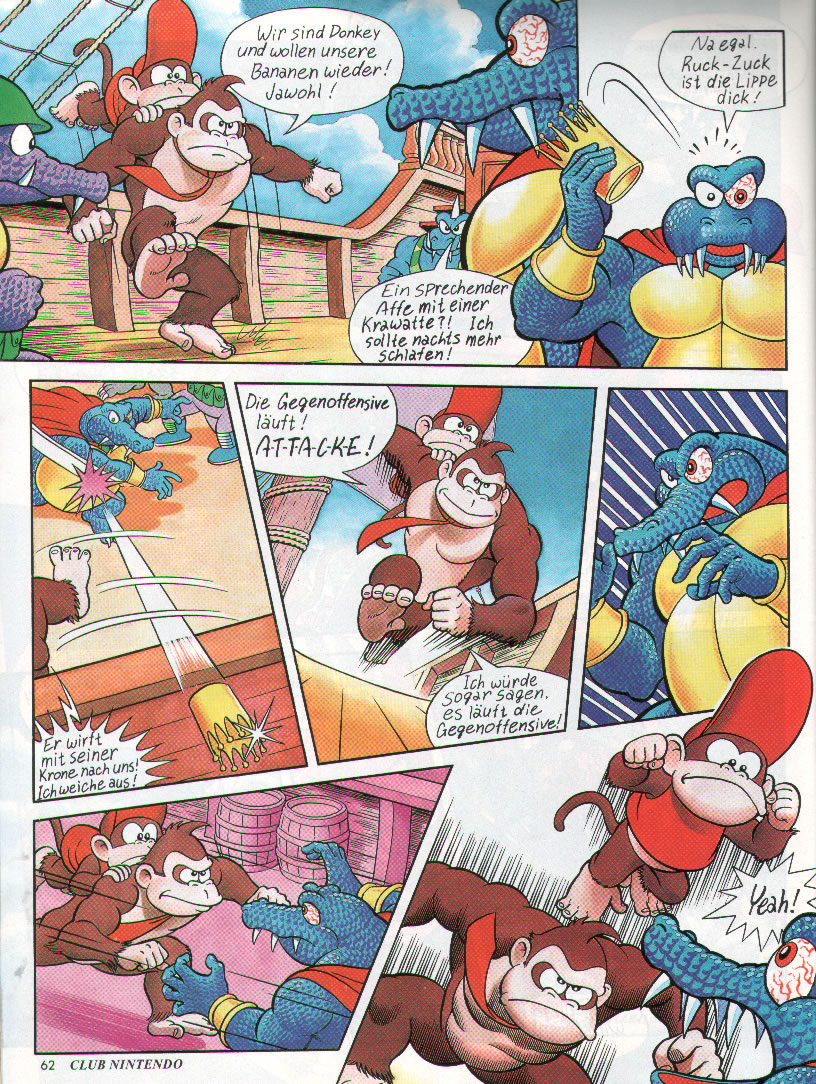 Wir sind Donkey
und wollen unsere
Bananen wieder!
Jawohl!
Na egal.
Ruck-Zuck
ist die Lippe
dick!
Ein sprechender
Affe mit einer
Krawatte?! Ich
sollte nachts mehr
schlafen!
Die Gegenoffensive
läuft!
A-T-T-A-C-K-E!
Er wirft
mit seiner
Krone nach uns!
Ich weiche aus!
Ich würde
sogar sagen,
es läuft die
Gegenoffensive!
Yeah!
62 CLUB NINTENDO